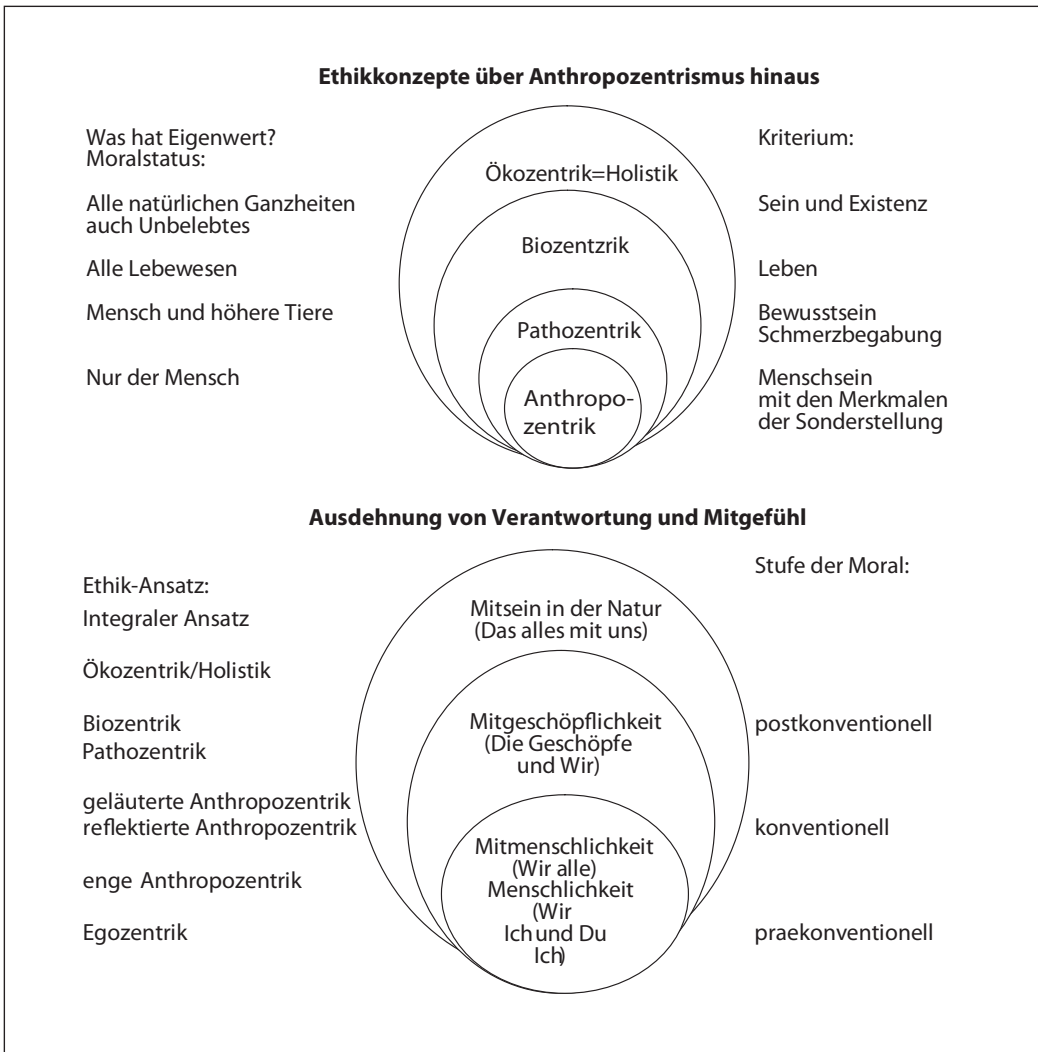 Ethikkonzepte über Anthropozentrismus hinaus
Was hat Eigenwert?
Moralstatus:
Kriterium:
Ökozentrik=Holistik
Alle natürlichen Ganzheiten
auch Unbelebtes
Sein und Existenz
Biozentzrik
Alle Lebewesen
Leben
Mensch und höhere Tiere
Pathozentrik
Bewusstsein
Schmerzbegabung
Nur der Mensch
Anthropo-
zentrik
Menschsein
mit den Merkmalen
der Sonderstellung
Ausdehnung von Verantwortung und Mitgefühl
Ethik-Ansatz:
Stufe der Moral:
Integraler Ansatz
Mitsein in der Natur
(Das alles mit uns)
Ökozentrik/Holistik
Biozentrik
Pathozentrik
Mitgeschöpflichkeit
(Die Geschöpfe
und Wir)
postkonventionell
geläuterte Anthropozentrik
reflektierte Anthropozentrik
konventionell
Mitmenschlichkeit
(Wir alle)
Menschlichkeit
(Wir
Ich und Du
Ich)
enge Anthropozentrik
Egozentrik
praekonventionell